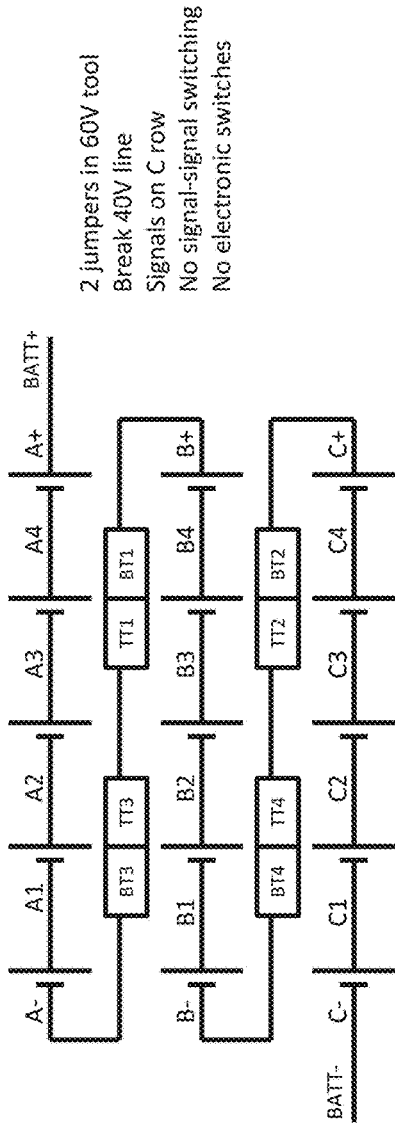 2 jumpers in 60V tool
Break 40V line
Signals on C row
No signal-signal switching
No electronic switches
A- A1 A2 A3 A4 A+ BATT+
BT3 TT3 TT1 BT1
B- B1 B2 B3 B4 B+
BT4 TT4 TT2 BT2
BATT- C- C1 C2 C3 C4 C+